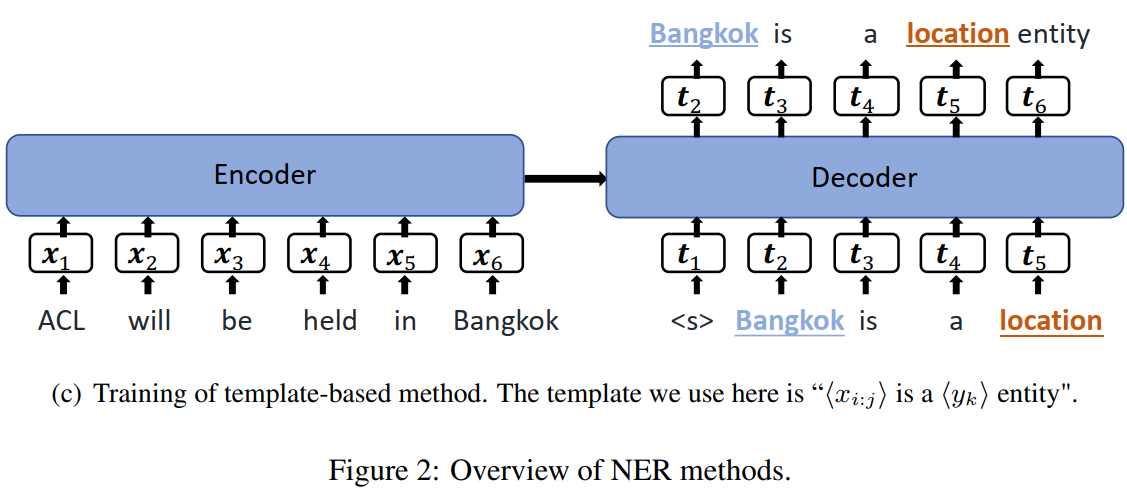 Bangkok is a location entity
t2 t3 t4 t5 t6
Encoder
Decoder
x1 x2 x3 x4 x5 x6
t1 t2 t3 t4 t5
ACL will be held in Bangkok
<s> Bangkok is a location
(c) Training of template-based method. The template we use here is “⟨xi:j⟩ is a ⟨yk⟩ entity".
Figure 2: Overview of NER methods.